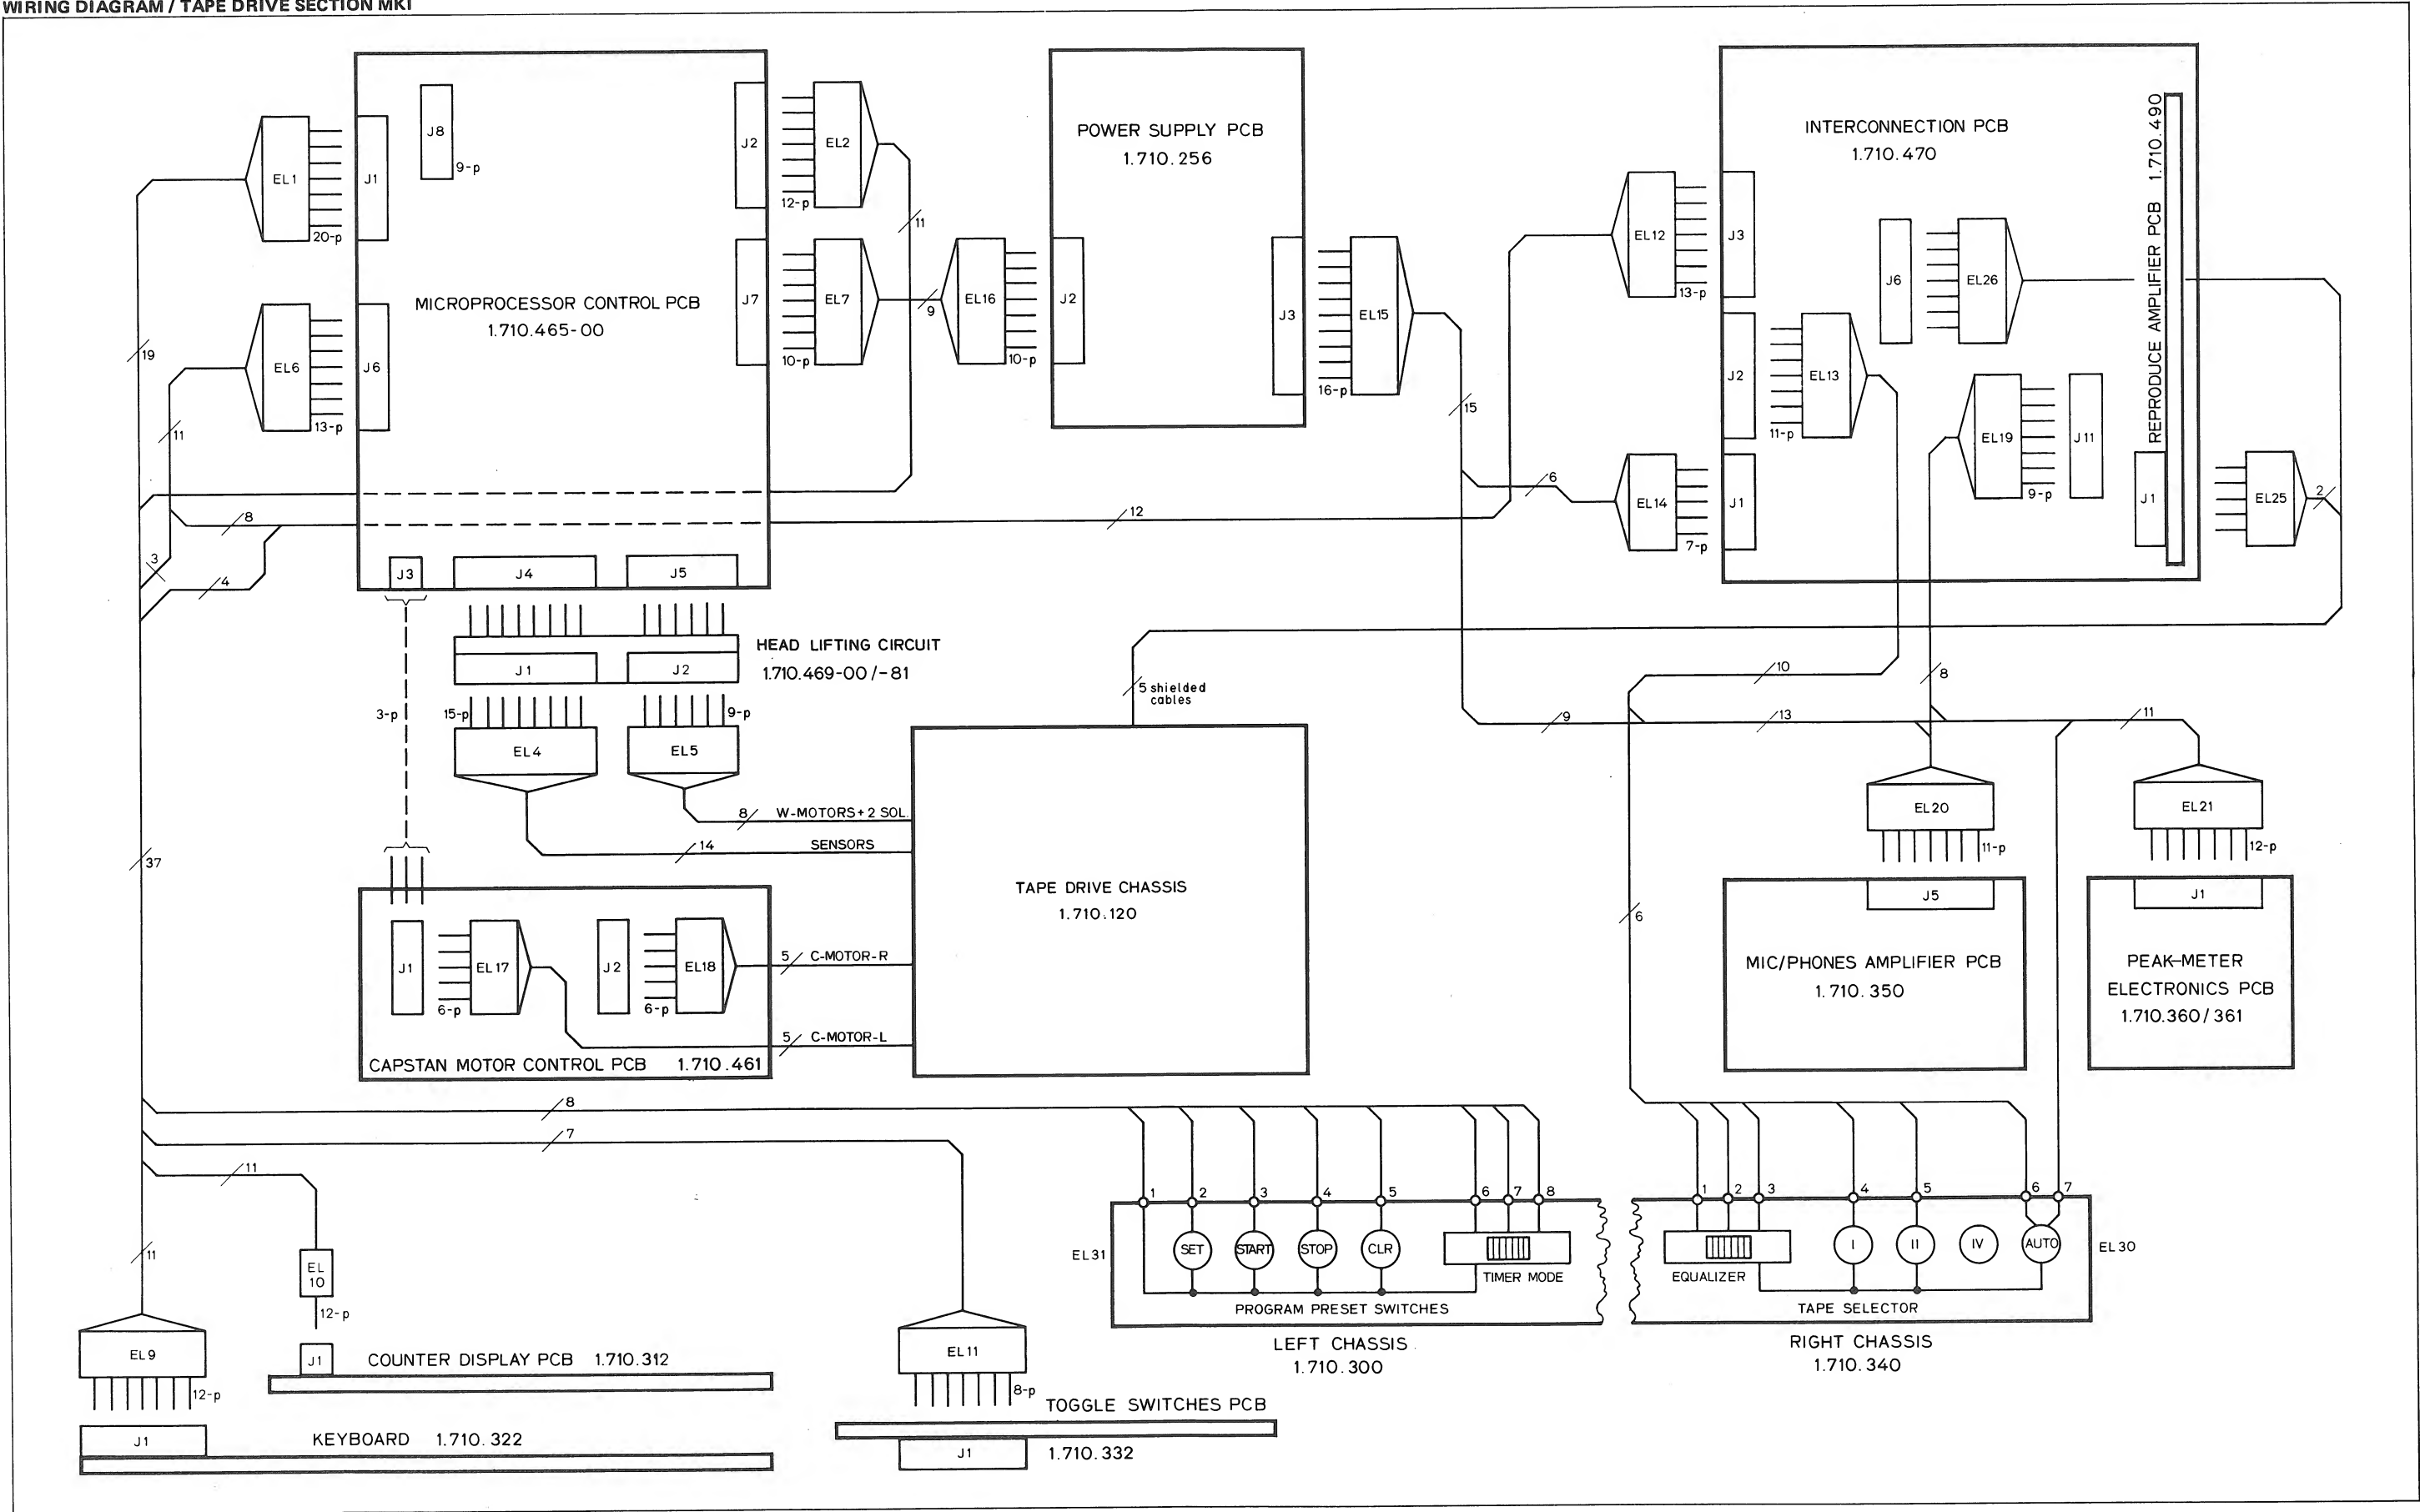 WIRING DIAGRAM / TAPE DRIVE SECTION MKI
EL1
20-p
J1
J8
9-p
J2
EL2
12-p
11
MICROPROCESSOR CONTROL PCB
1.710.465-00
EL6
13-p
J6
J7
EL7
10-p
9
EL16
10-p
J2
POWER SUPPLY PCB
1.710.256
J3
EL15
16-p
15
19
11
8
3
4
12
6
J3
J4
J5
INTERCONNECTION PCB
1.710.470
EL12
13-p
J3
J2
EL13
11-p
J6
EL26
EL19
9-p
J11
EL14
7-p
J1
REPRODUCE AMPLIFIER PCB 1.710.490
J1
EL25
2
HEAD LIFTING CIRCUIT
1.710.469-00/-81
J1
J2
3-p
15-p
9-p
EL4
EL5
8
W-MOTORS+2 SOL.
14
SENSORS
5 shielded
cables
10
8
9
13
11
TAPE DRIVE CHASSIS
1.710.120
37
J1
EL17
6-p
J2
EL18
6-p
5
C-MOTOR-R
5
C-MOTOR-L
CAPSTAN MOTOR CONTROL PCB 1.710.461
6
EL20
11-p
J5
MIC/PHONES AMPLIFIER PCB
1.710.350
EL21
12-p
J1
PEAK-METER
ELECTRONICS PCB
1.710.360/361
8
7
11
11
EL
10
12-p
J1
COUNTER DISPLAY PCB 1.710.312
EL9
12-p
J1
KEYBOARD 1.710.322
EL11
8-p
TOGGLE SWITCHES PCB
J1
1.710.332
1
2
3
4
5
6
7
8
EL31
SET
START
STOP
CLR
TIMER MODE
PROGRAM PRESET SWITCHES
LEFT CHASSIS
1.710.300
1
2
3
4
5
6
7
EQUALIZER
I
II
IV
AUTO
EL30
TAPE SELECTOR
RIGHT CHASSIS
1.710.340